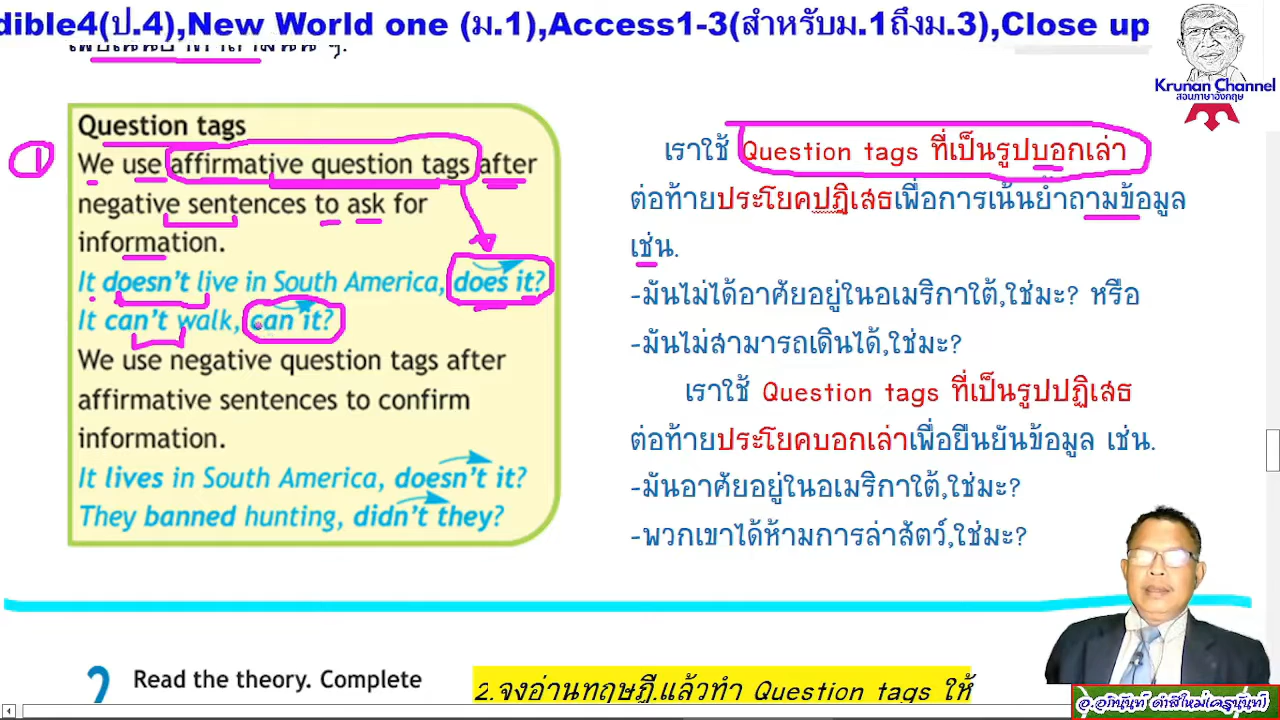 dible4(ป.4),New World one (ม.1),Access1-3(สำหรับม.1ถึงม.3),Close up
Krunan Channel
สอนภาษาอังกฤษ
Question tags
We use affirmative question tags after
negative sentences to ask for
information.
It doesn't live in South America, does it?
It can't walk, can it?
We use negative question tags after
affirmative sentences to confirm
information.
It lives in South America, doesn't it?
They banned hunting, didn't they?
1
เราใช้ Question tags ที่เป็นรูปบอกเล่า
ต่อท้ายประโยคปฎิเสธเพื่อการเน้นย้ำถามข้อมูล
เช่น.
-มันไม่ได้อาศัยอยู่ในอเมริกาใต้,ใช่มะ? หรือ
-มันไม่สามารถเดินได้,ใช่มะ?
เราใช้ Question tags ที่เป็นรูปปฏิเสธ
ต่อท้ายประโยคบอกเล่าเพื่อยืนยันข้อมูล เช่น.
-มันอาศัยอยู่ในอเมริกาใต้,ใช่มะ?
-พวกเขาได้ห้ามการล่าสัตว์,ใช่มะ?
2 Read the theory. Complete
2.จงอ่านทฤษฎี.แล้วทำ Question tags ให้